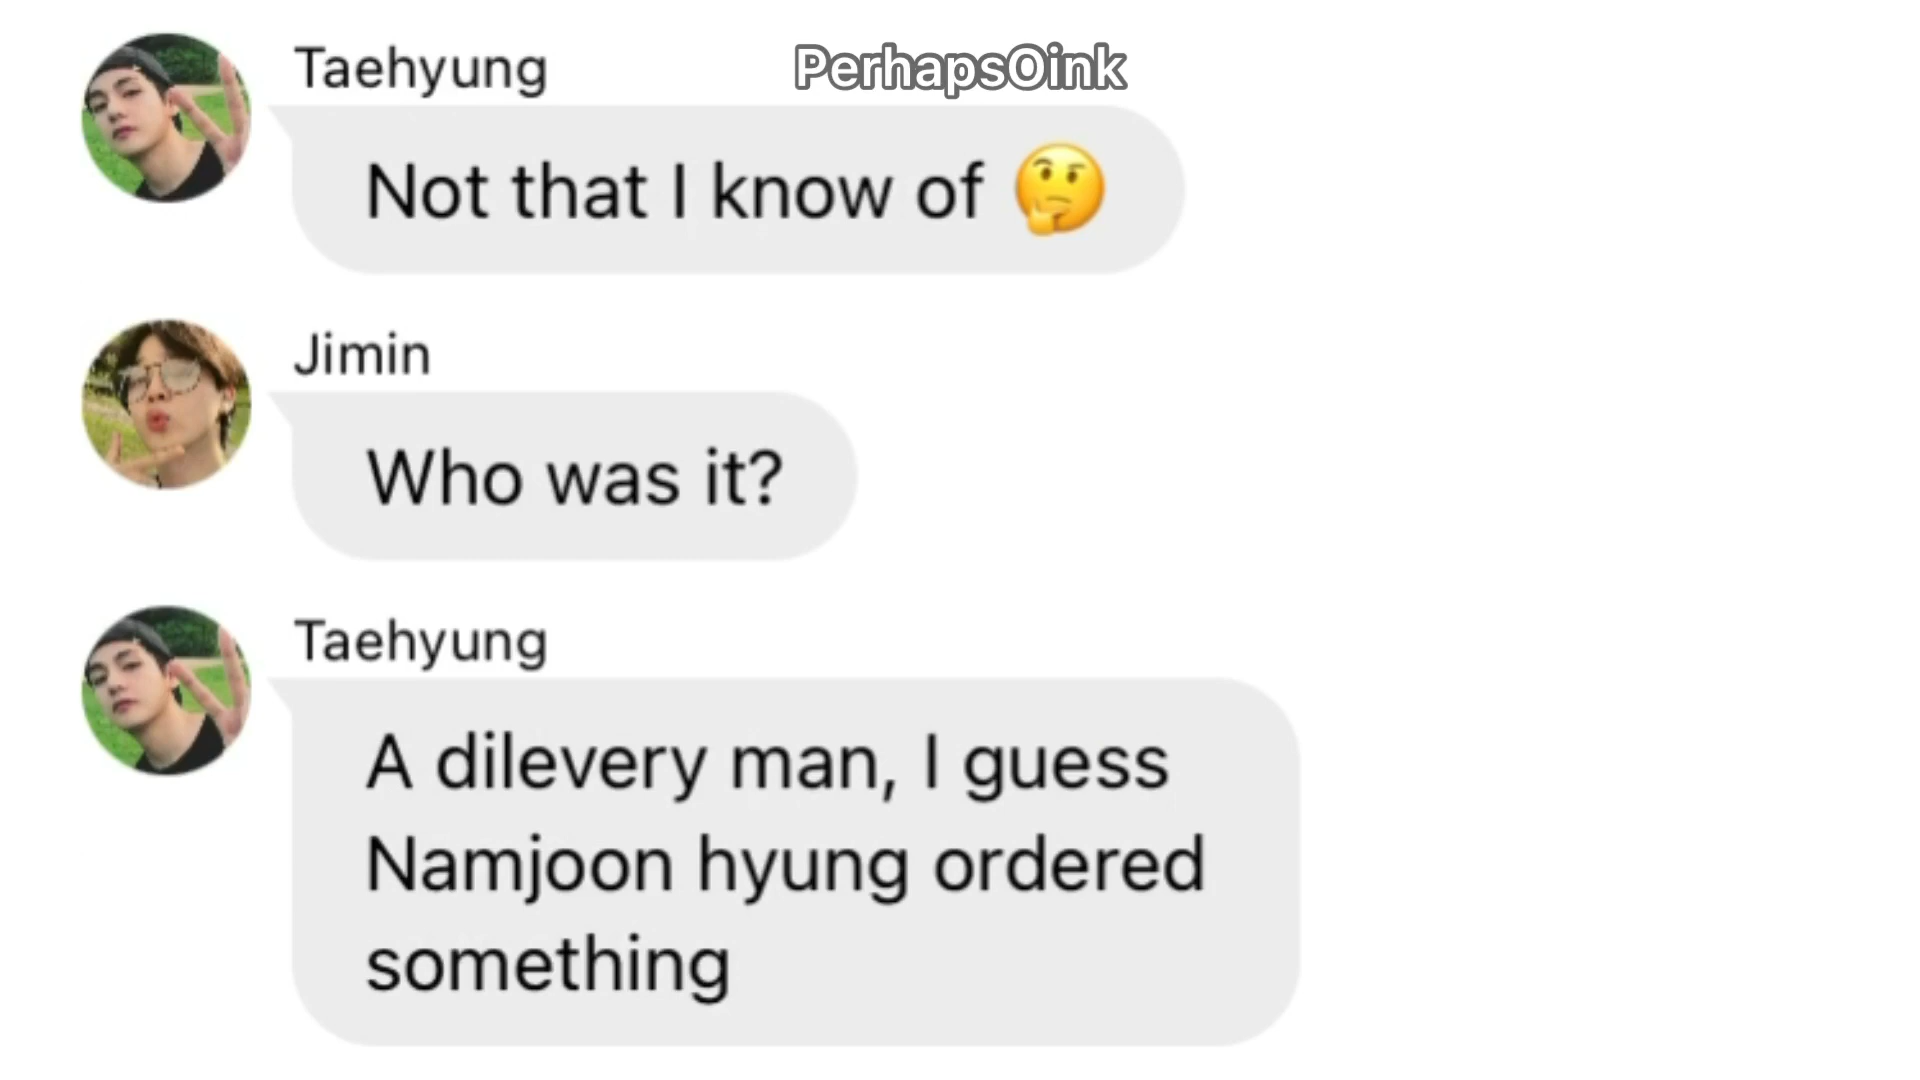 Taehyung
PerhapsOink
Not that I know of 🤔
Jimin
Who was it?
Taehyung
A dilevery man, I guess
Namjoon hyung ordered
something